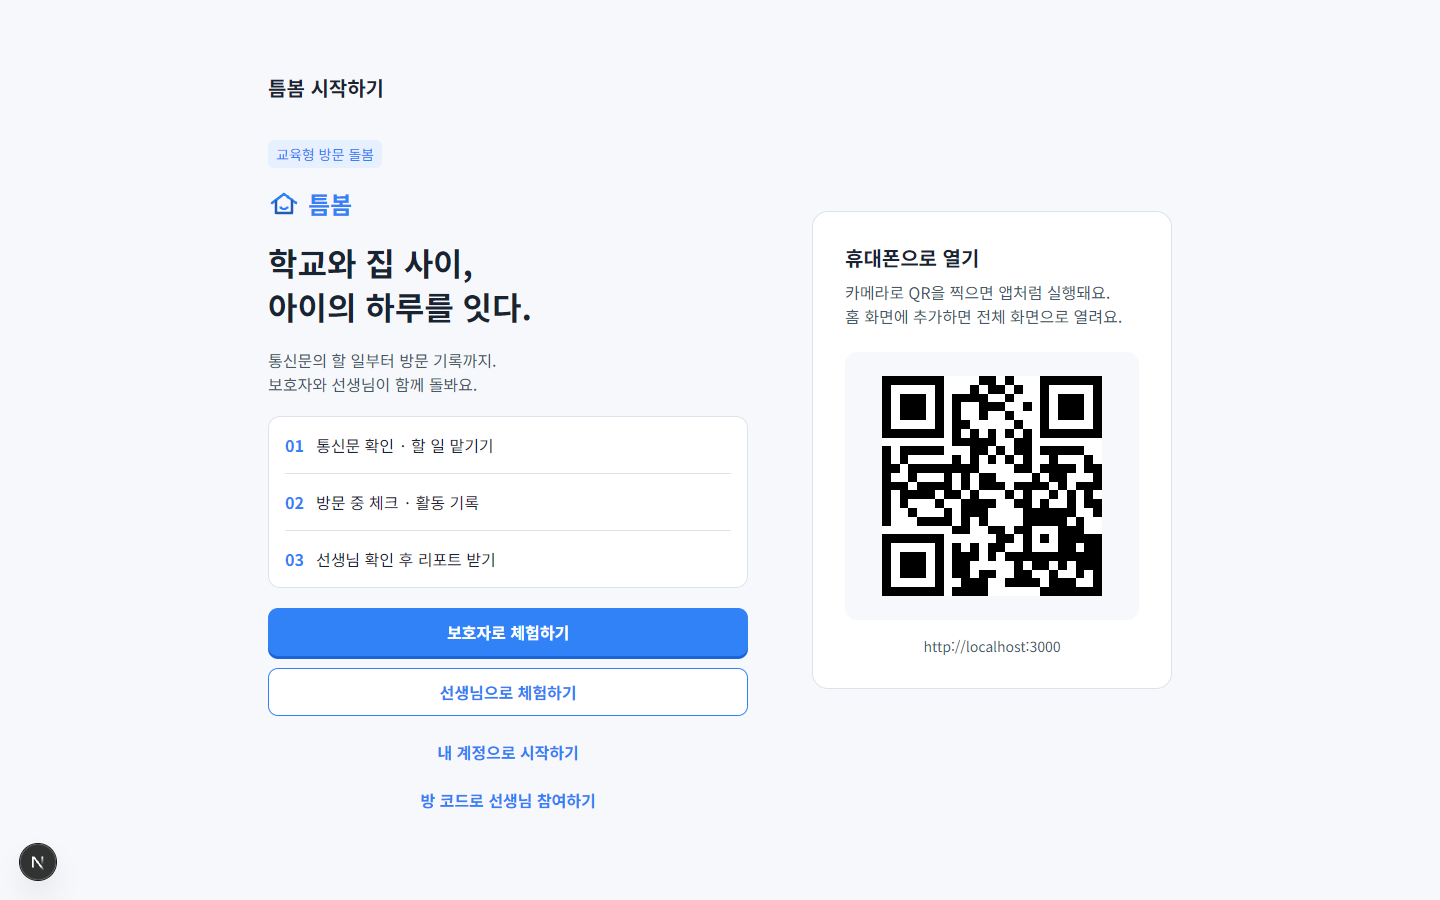 틈봄 시작하기
교육형 방문 돌봄
틈봄
학교와 집 사이,
아이의 하루를 잇다.
통신문의 할 일부터 방문 기록까지.
보호자와 선생님이 함께 돌봐요.
01 통신문 확인 · 할 일 맡기기
02 방문 중 체크 · 활동 기록
03 선생님 확인 후 리포트 받기
보호자로 체험하기
선생님으로 체험하기
내 계정으로 시작하기
방 코드로 선생님 참여하기
휴대폰으로 열기
카메라로 QR을 찍으면 앱처럼 실행돼요.
홈 화면에 추가하면 전체 화면으로 열려요.
http://localhost:3000
N